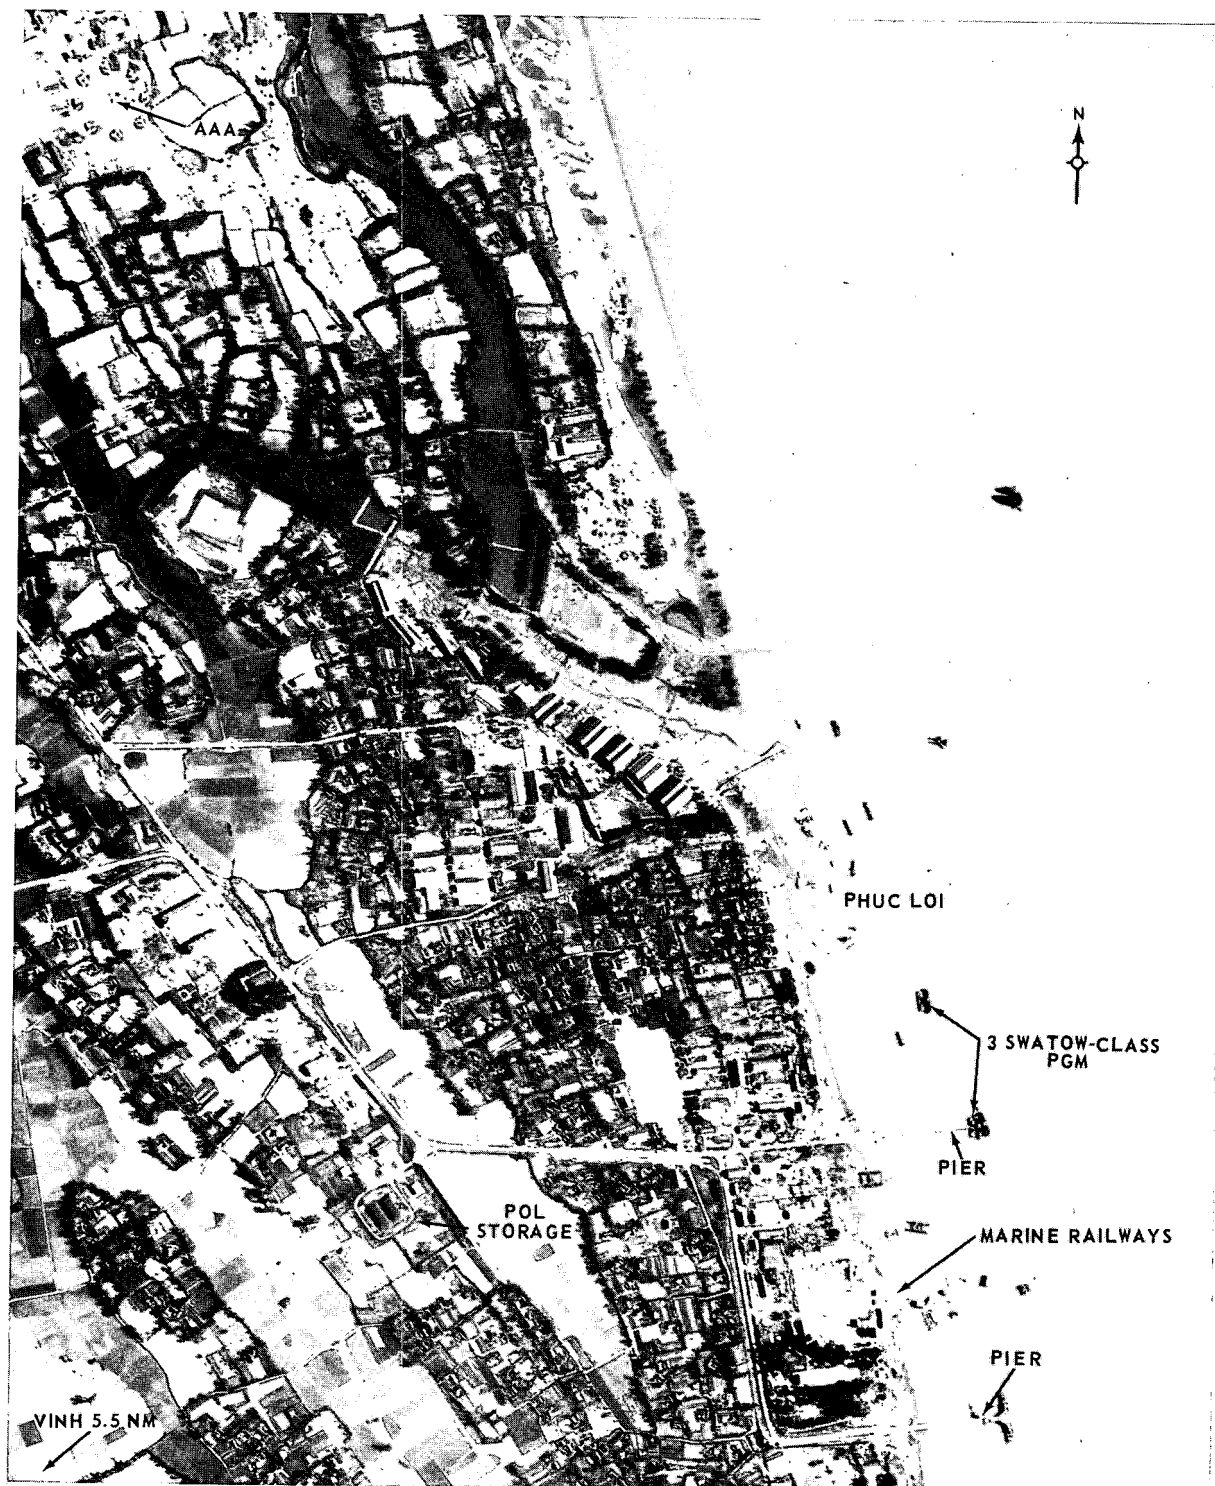 AAA
N
PHUC LOI
3 SWATOW-CLASS
PGM
PIER
POL
STORAGE
MARINE RAILWAYS
PIER
VINH 5.5 NM